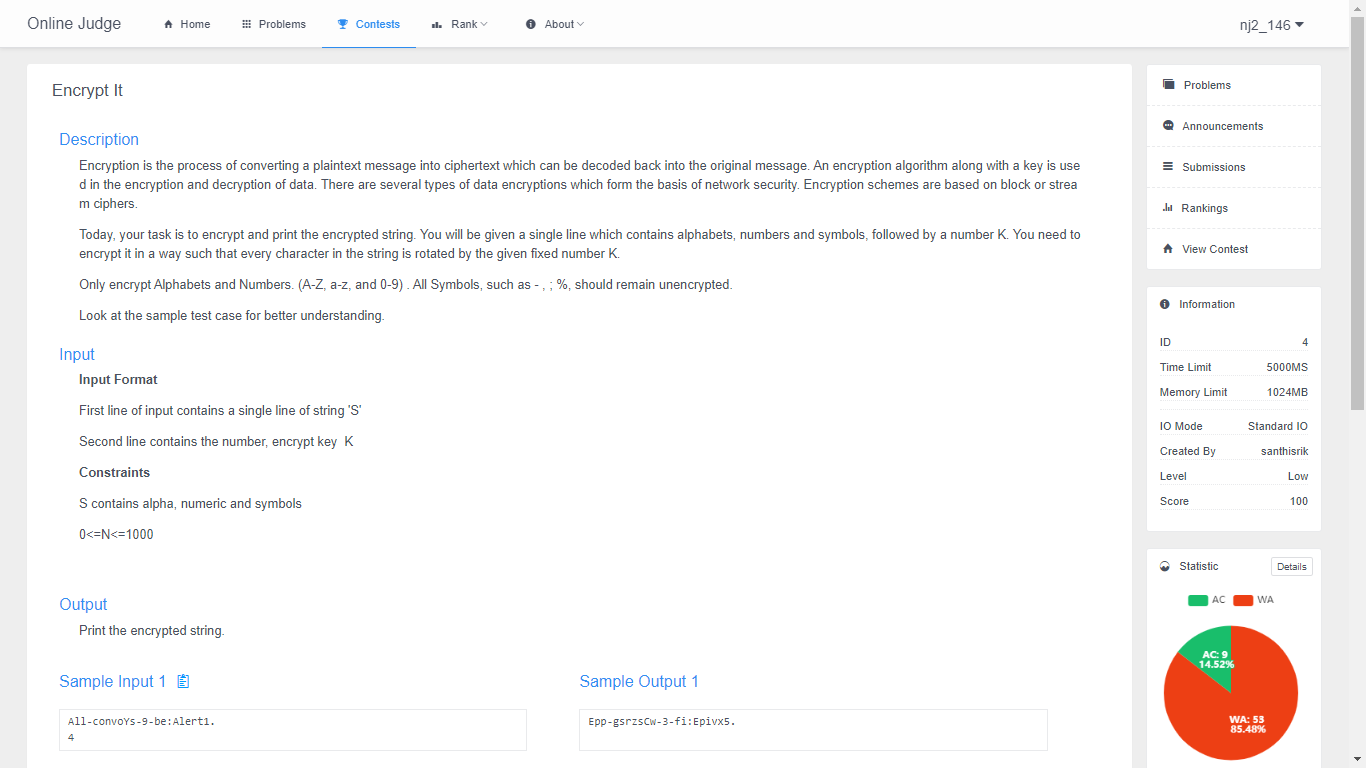 Online Judge
Home
Problems
Contests
Rank
About
nj2_146
Encrypt It
Description
Encryption is the process of converting a plaintext message into ciphertext which can be decoded back into the original message. An encryption algorithm along with a key is use
d in the encryption and decryption of data. There are several types of data encryptions which form the basis of network security. Encryption schemes are based on block or strea
m ciphers.
Today, your task is to encrypt and print the encrypted string. You will be given a single line which contains alphabets, numbers and symbols, followed by a number K. You need to
encrypt it in a way such that every character in the string is rotated by the given fixed number K.
Only encrypt Alphabets and Numbers. (A-Z, a-z, and 0-9) . All Symbols, such as - , ; %, should remain unencrypted.
Look at the sample test case for better understanding.
Input
Input Format
First line of input contains a single line of string 'S'
Second line contains the number, encrypt key  K
Constraints
S contains alpha, numeric and symbols
0<=N<=1000
Output
Print the encrypted string.
Sample Input 1
All-convoYs-9-be:Alert1.
4
Sample Output 1
Epp-gsrzsCw-3-fi:Epivx5.
Problems
Announcements
Submissions
Rankings
View Contest
Information
ID 4
Time Limit 5000MS
Memory Limit 1024MB
IO Mode Standard IO
Created By santhisrik
Level Low
Score 100
Statistic Details
AC WA
AC: 9
14.52%
WA: 53
85.48%